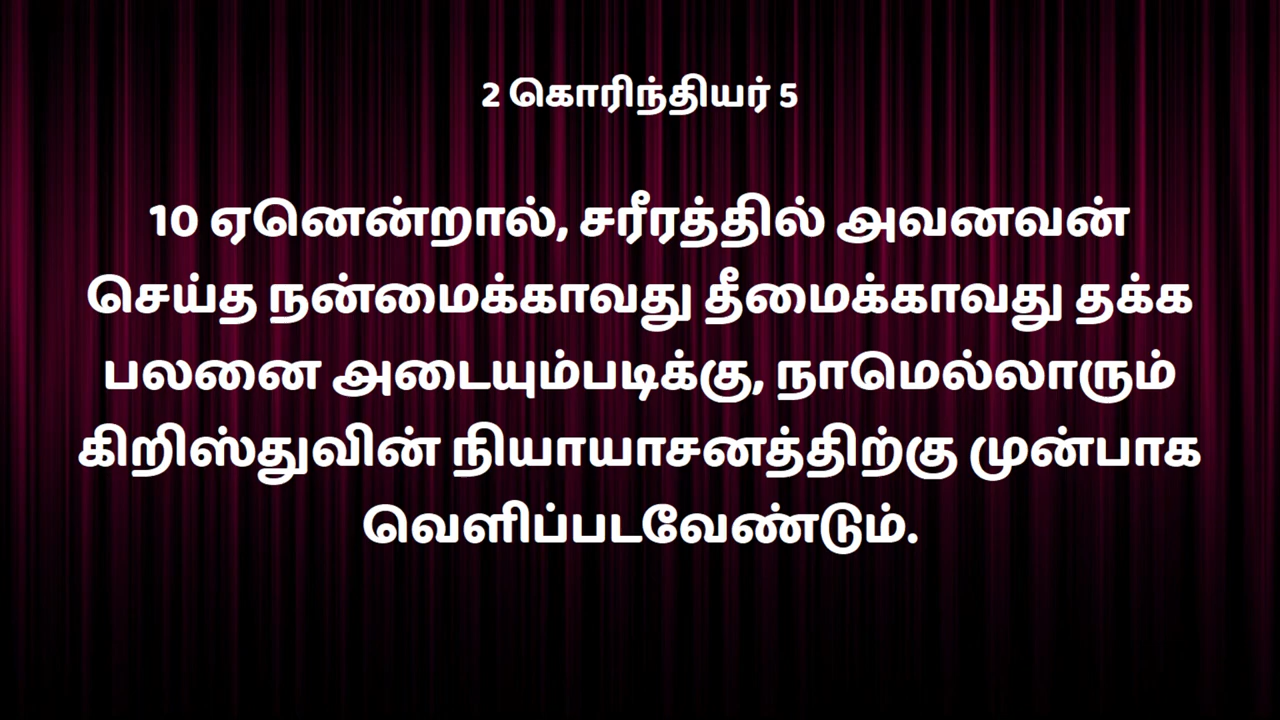 2 கொரிந்தியர் 5
10 ஏனென்றால், சரீரத்தில் அவனவன்
செய்த நன்மைக்காவது தீமைக்காவது தக்க
பலனை அடையும்படிக்கு, நாமெல்லாரும்
கிறிஸ்துவின் நியாயாசனத்திற்கு முன்பாக
வெளிப்படவேண்டும்.